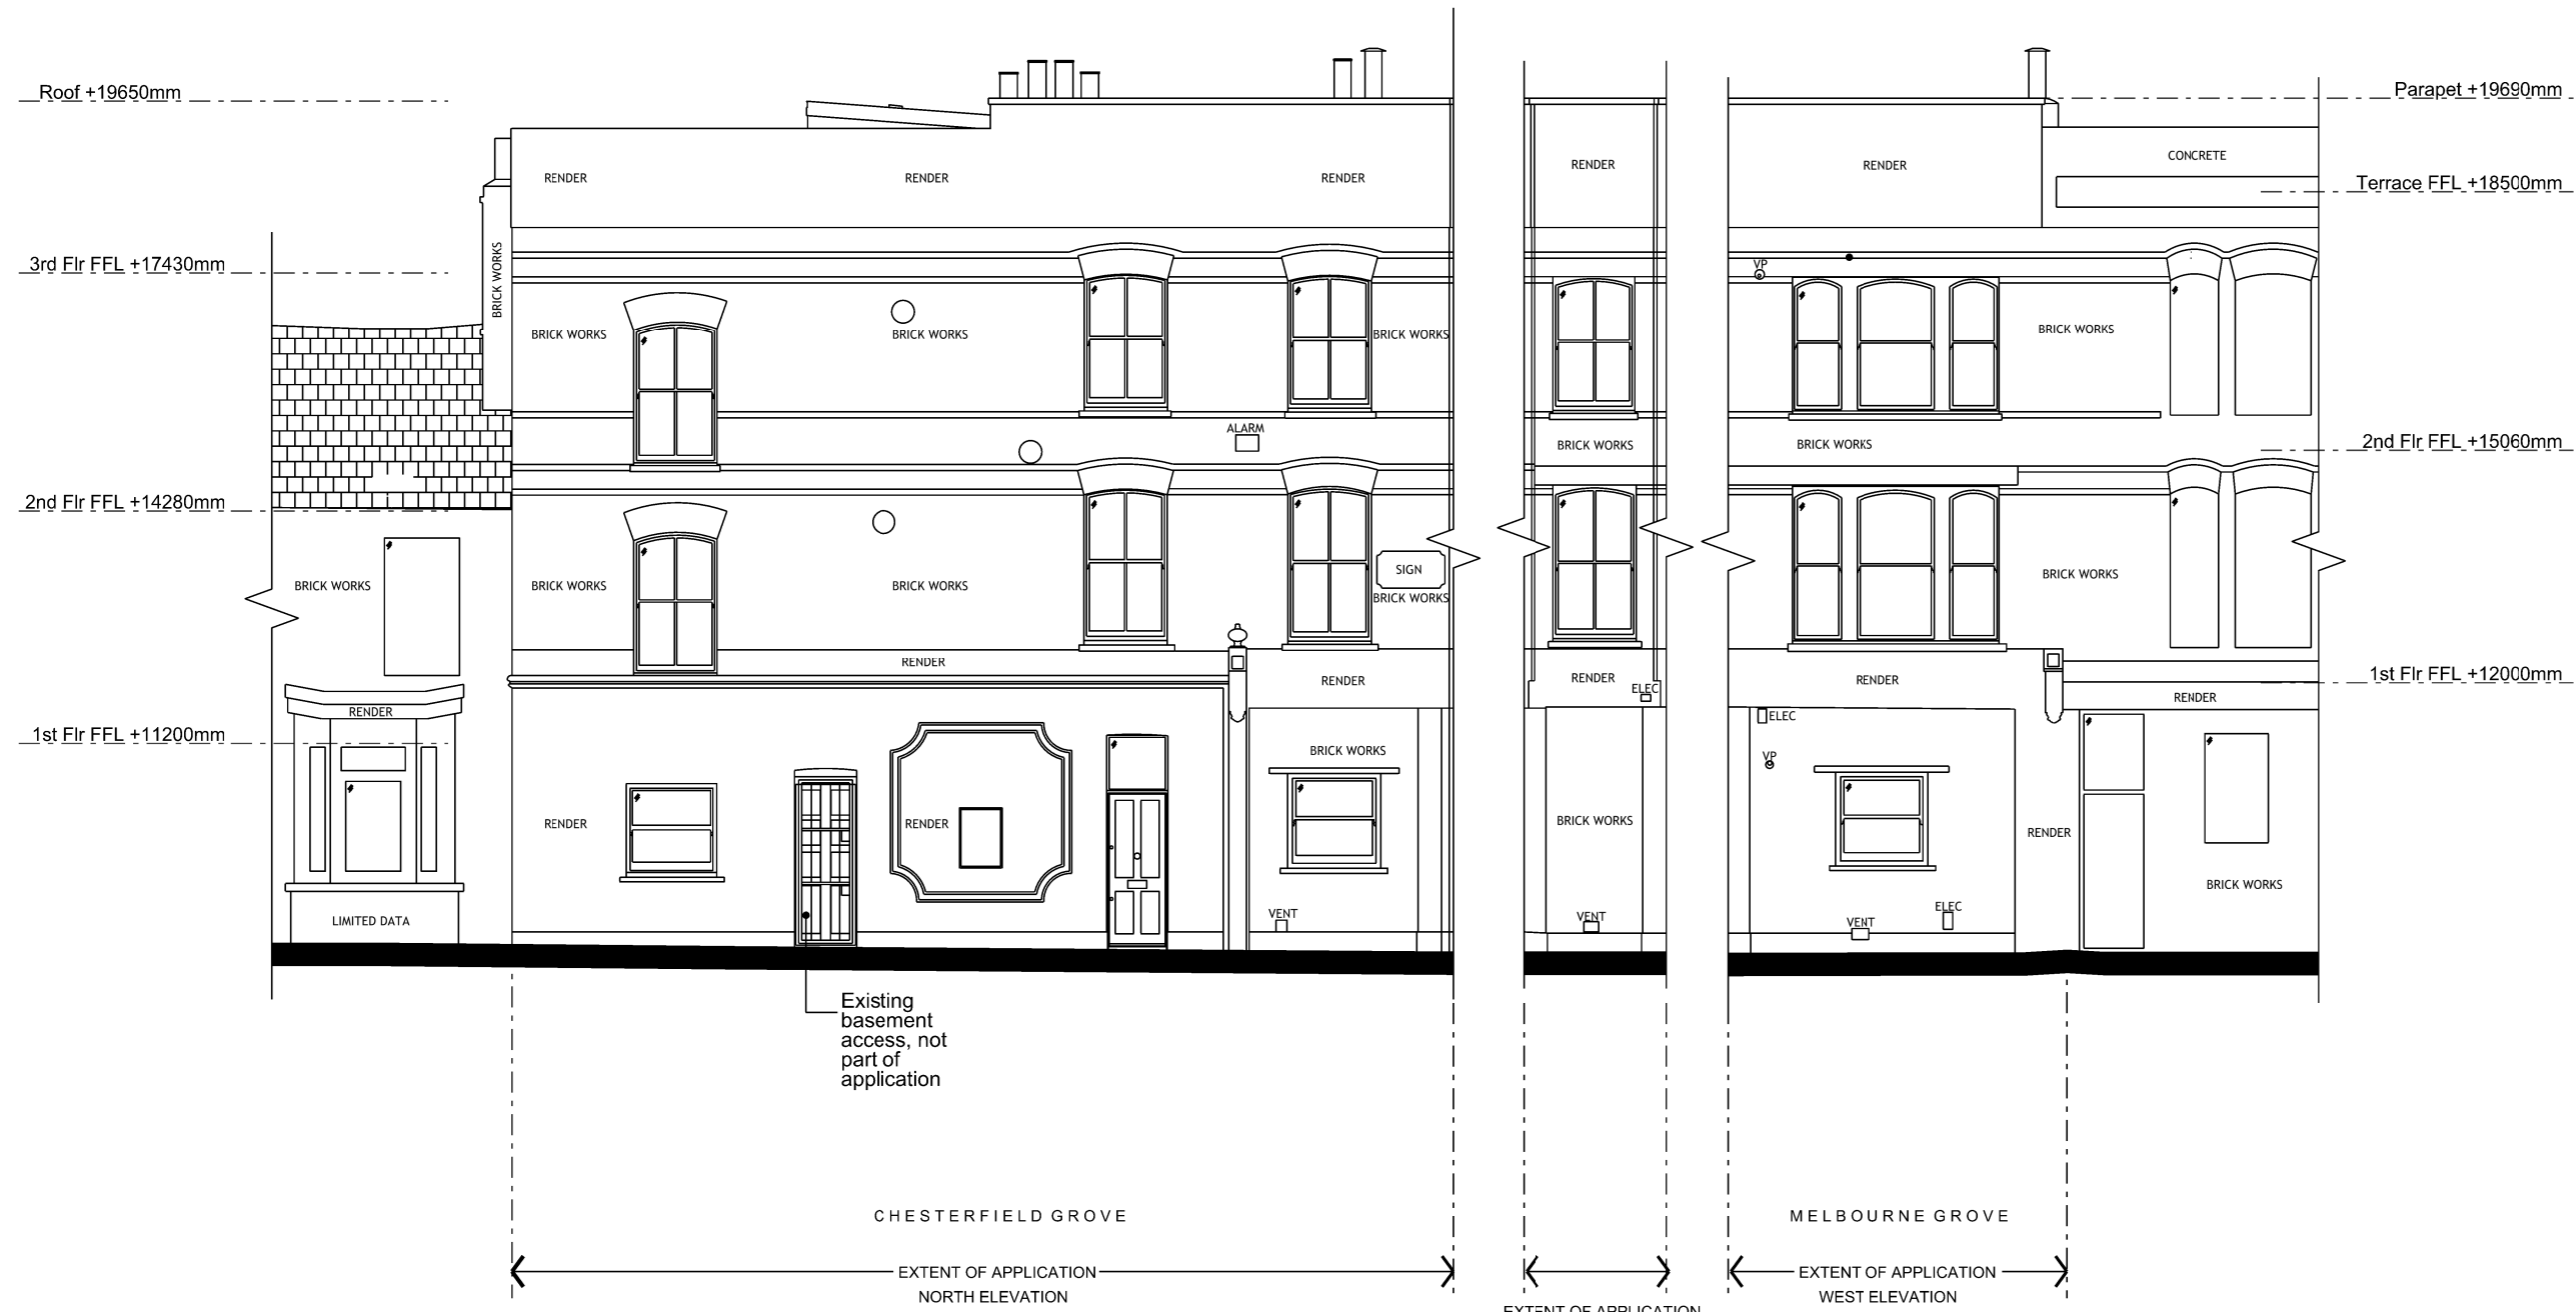 Roof +19650mm
Parapet +19690mm
CONCRETE
RENDER
RENDER
RENDER
RENDER
RENDER
Terrace FFL +18500mm
3rd Flr FFL +17430mm
BRICK WORKS
VP
BRICK WORKS
BRICK WORKS
BRICK WORKS
BRICK WORKS
ALARM
BRICK WORKS
BRICK WORKS
2nd Flr FFL +15060mm
2nd Flr FFL +14280mm
BRICK WORKS
BRICK WORKS
BRICK WORKS
SIGN
BRICK WORKS
BRICK WORKS
RENDER
RENDER
RENDER
ELEC
RENDER
1st Flr FFL +12000mm
RENDER
RENDER
ELEC
1st Flr FFL +11200mm
BRICK WORKS
VP
RENDER
RENDER
BRICK WORKS
RENDER
BRICK WORKS
LIMITED DATA
VENT
VENT
VENT
ELEC
Existing
basement
access, not
part of
application
CHESTERFIELD GROVE
MELBOURNE GROVE
EXTENT OF APPLICATION
NORTH ELEVATION
EXTENT OF APPLICATION
WEST ELEVATION
EXTENT OF APPLICATION